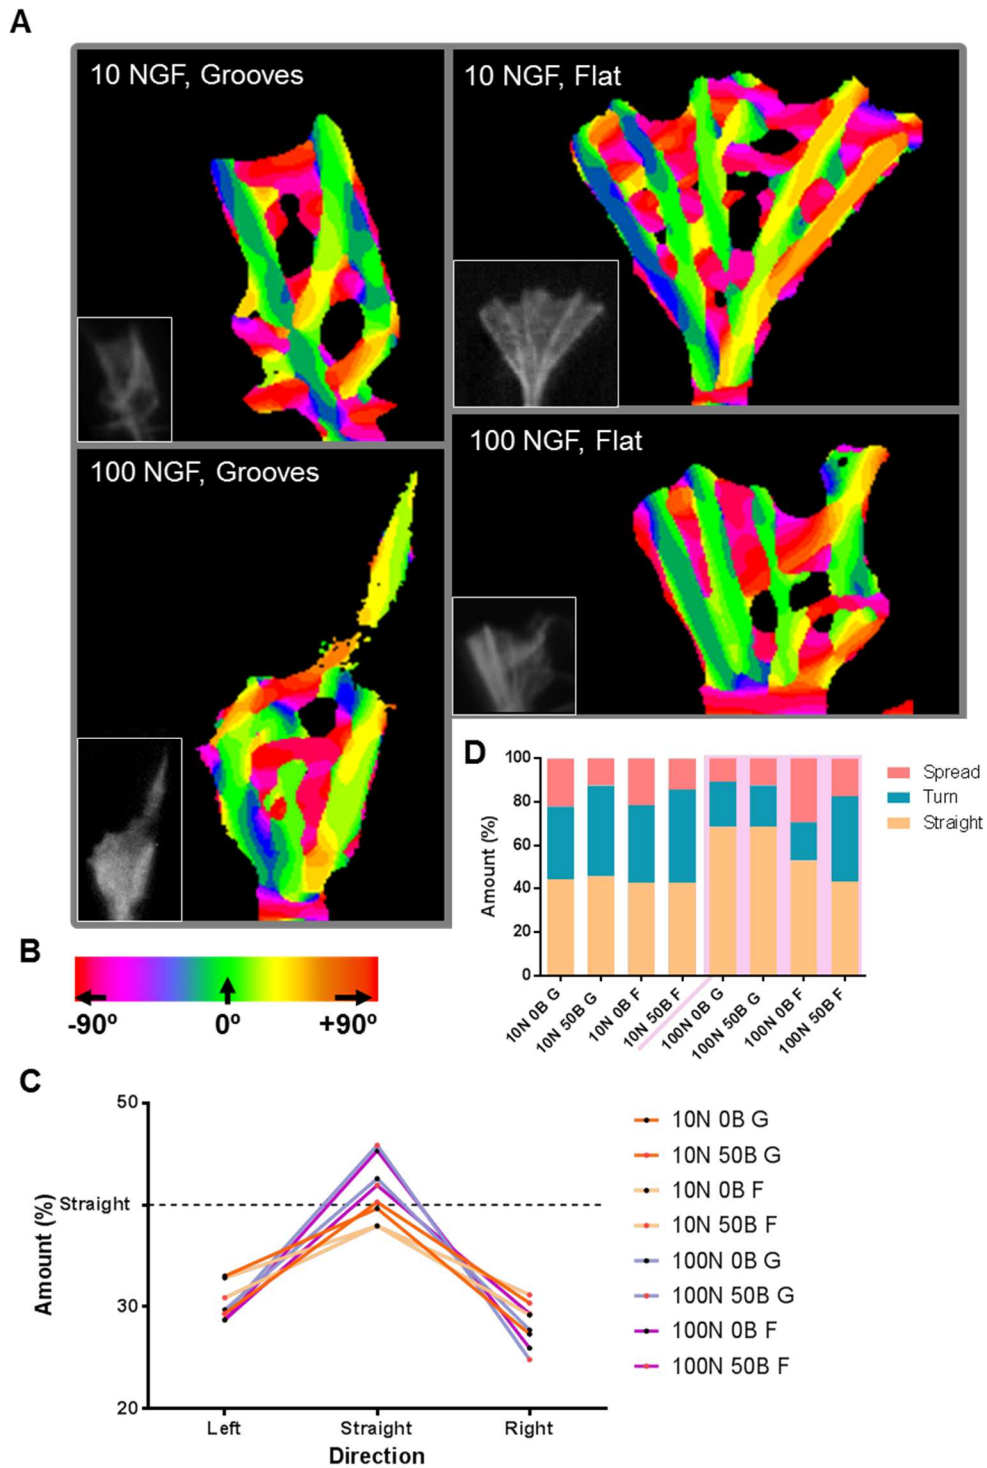 A
10 NGF, Grooves
10 NGF, Flat
100 NGF, Grooves
100 NGF, Flat
D
100
80
60
40
20
0
Amount (%)
10N 0B G
10N 50B G
10N 0B F
10N 50B F
100N 0B G
100N 50B G
100N 0B F
100N 50B F
Spread
Turn
Straight
B
-90º
0º
+90º
C
50
Straight
30
20
Amount (%)
Left
Straight
Right
Direction
10N 0B G
10N 50B G
10N 0B F
10N 50B F
100N 0B G
100N 50B G
100N 0B F
100N 50B F